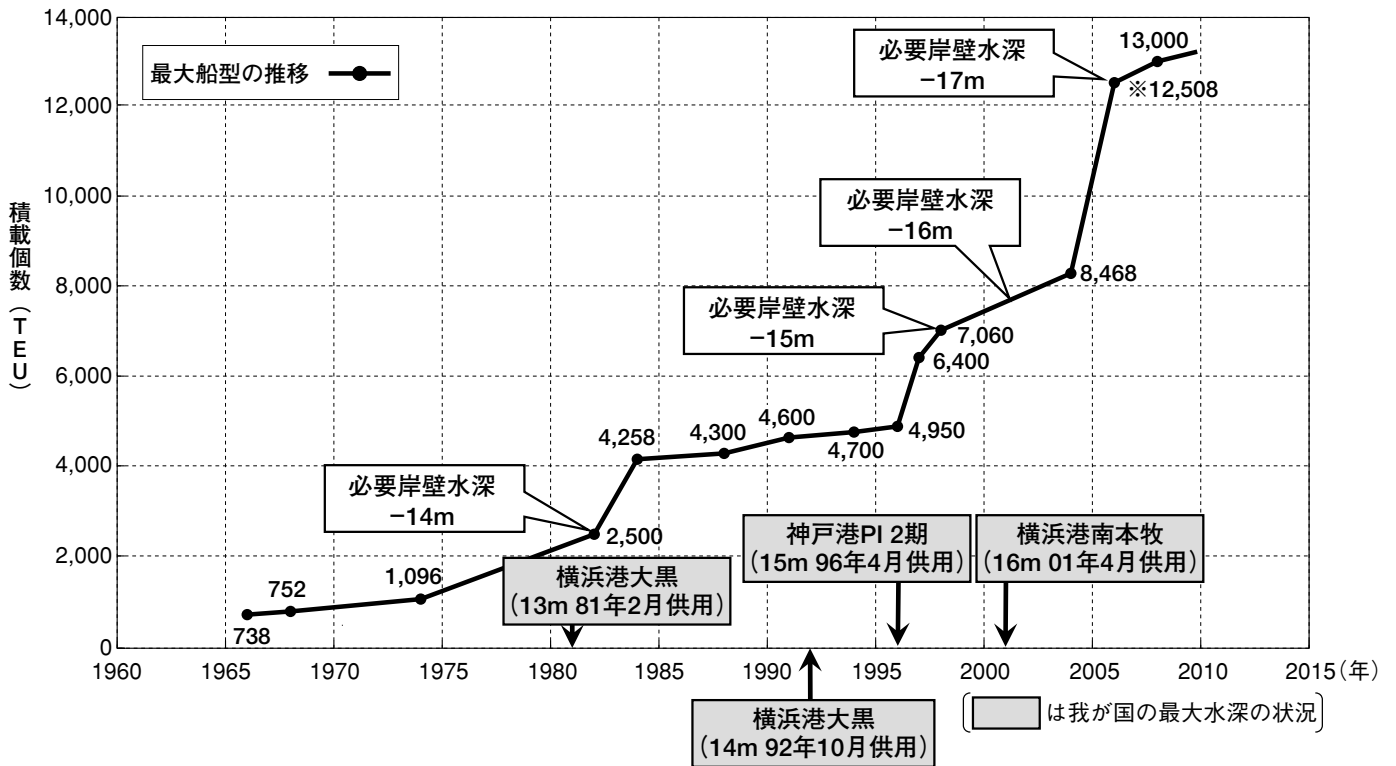 14,000
12,000
10,000
8,000
6,000
4,000
2,000
0
積載個数（TEU）
最大船型の推移
必要岸壁水深
−17m
13,000
※12,508
必要岸壁水深
−16m
8,468
必要岸壁水深
−15m
7,060
6,400
4,258
4,300
4,600
4,700
4,950
必要岸壁水深
−14m
2,500
738
752
1,096
横浜港大黒
（13m 81年2月供用）
神戸港PI 2期
（15m 96年4月供用）
横浜港南本牧
（16m 01年4月供用）
1960 1965 1970 1975 1980 1985 1990 1995 2000 2005 2010 2015（年）
横浜港大黒
（14m 92年10月供用）
は我が国の最大水深の状況